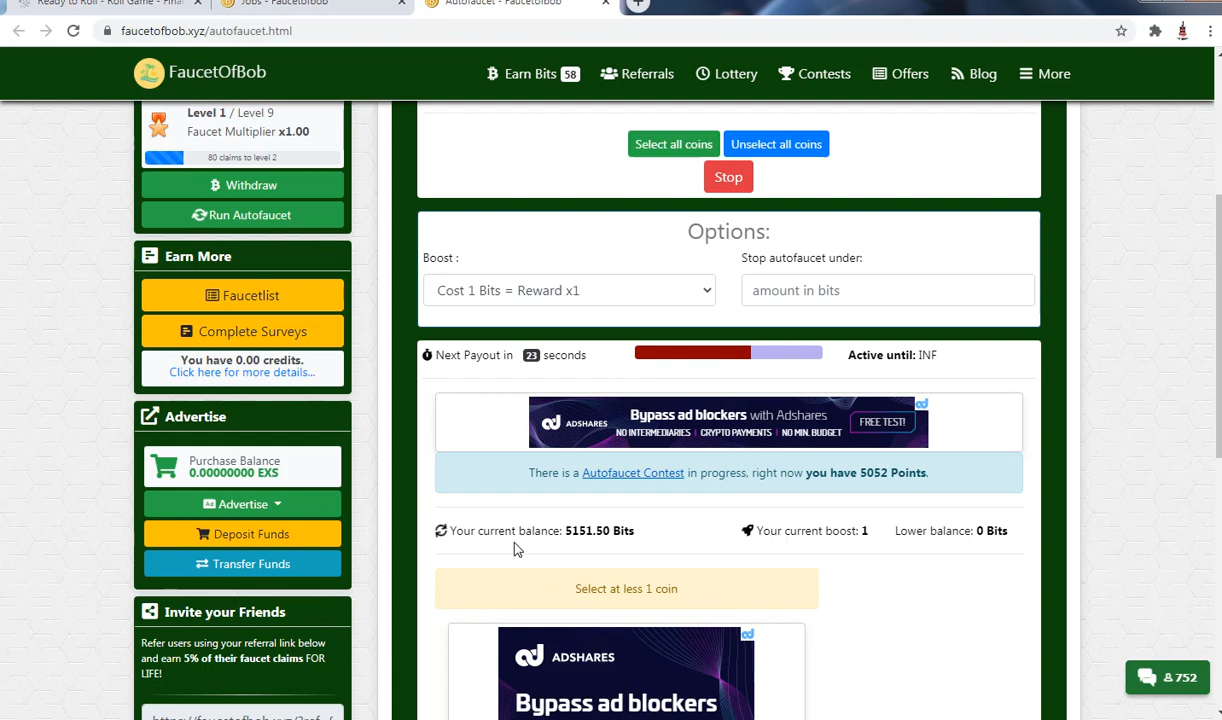 Ready to Roll - Roll Game - Fina
Jobs - Faucetofbob
Autofaucet - Faucetofbob
faucetofbob.xyz/autofaucet.html
FaucetOfBob
Earn Bits 58
Referrals
Lottery
Contests
Offers
Blog
More
Level 1 / Level 9
Faucet Multiplier x1.00
80 claims to level 2
Withdraw
Run Autofaucet
Earn More
Faucetlist
Complete Surveys
You have 0.00 credits.
Click here for more details...
Advertise
Purchase Balance
0.00000000 EXS
Advertise
Deposit Funds
Transfer Funds
Invite your Friends
Refer users using your referral link below
and earn 5% of their faucet claims FOR
LIFE!
Select all coins
Unselect all coins
Stop
Options:
Boost :
Stop autofaucet under:
Cost 1 Bits = Reward x1
amount in bits
Next Payout in 23 seconds
Active until: INF
ADSHARES
Bypass ad blockers with Adshares
NO INTERMEDIARIES | CRYPTO PAYMENTS | NO MIN. BUDGET
FREE TEST!
There is a Autofaucet Contest in progress, right now you have 5052 Points.
Your current balance: 5151.50 Bits
Your current boost: 1
Lower balance: 0 Bits
Select at less 1 coin
ADSHARES
Bypass ad blockers
752